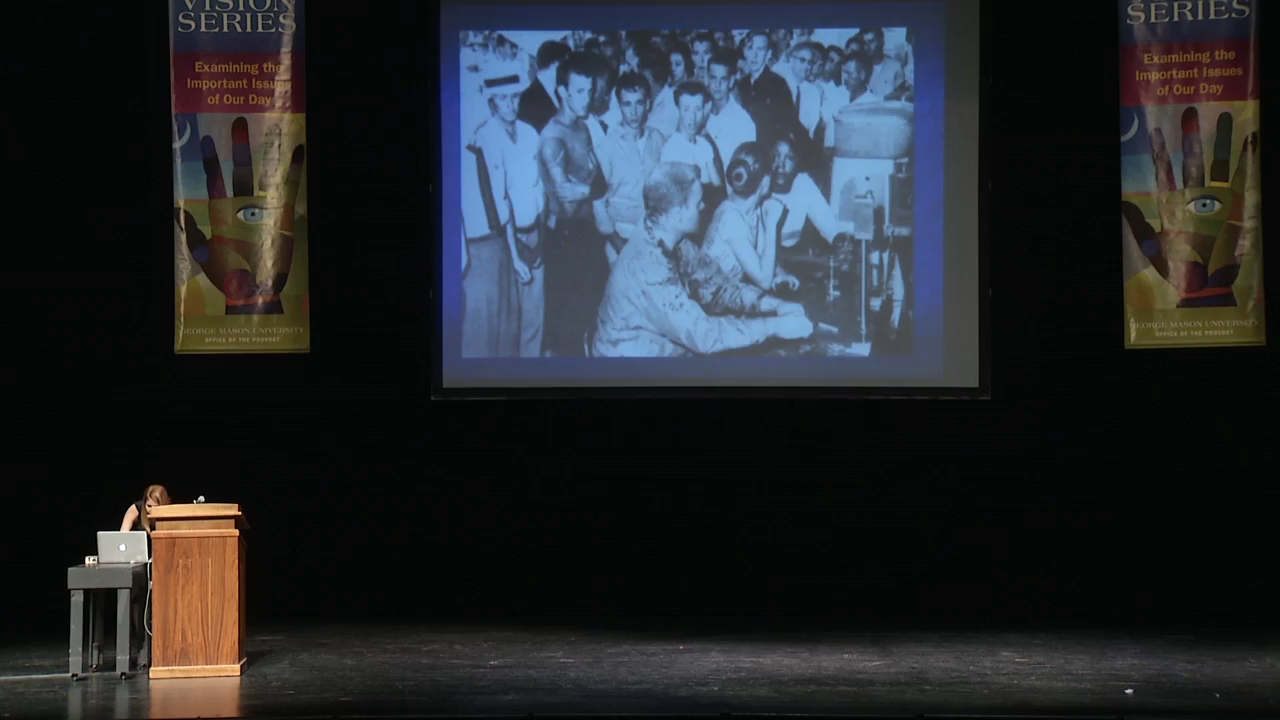 VISION
SERIES
Examining the
Important Issues
of Our Day
GEORGE MASON UNIVERSITY
OFFICE OF THE PROVOST
SERIES
Examining the
Important Issues
of Our Day
GEORGE MASON UNIVERSITY
OFFICE OF THE PROVOST